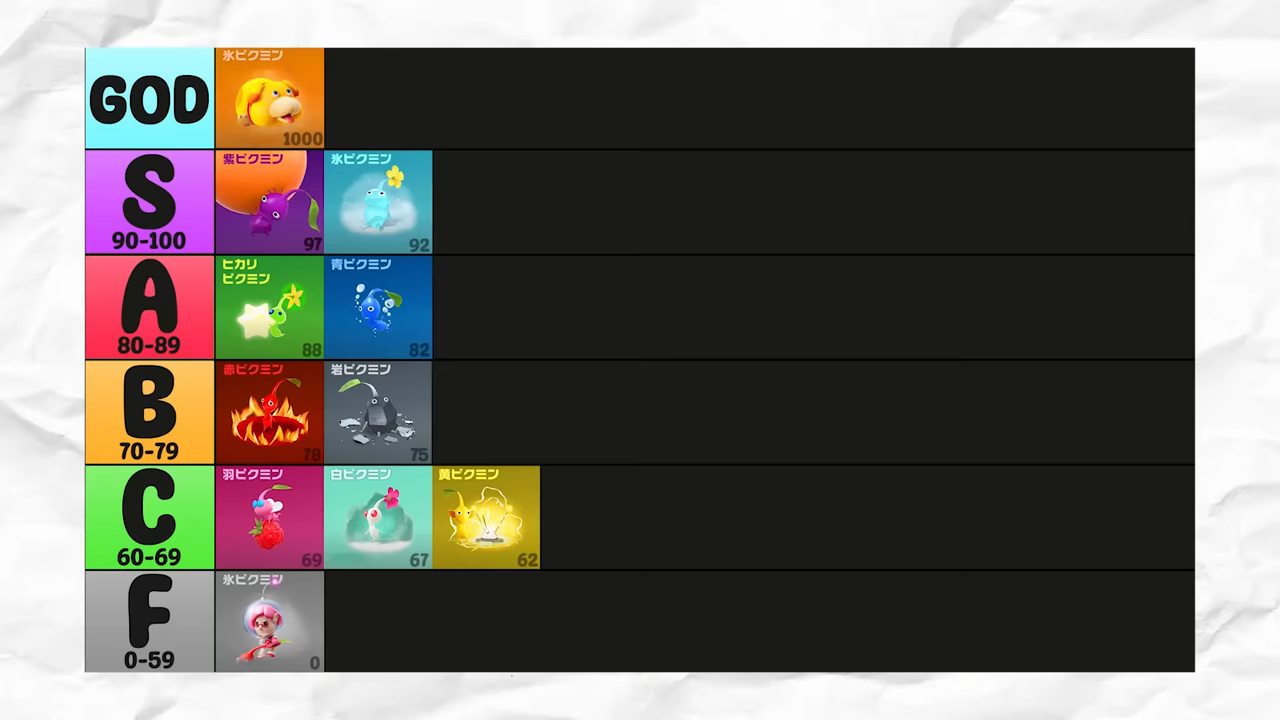 GOD
氷ピクミン
1000
S
90-100
紫ピクミン
97
氷ピクミン
92
A
80-89
ヒカリ
ピクミン
88
青ピクミン
82
B
70-79
赤ピクミン
78
岩ピクミン
75
C
60-69
羽ピクミン
69
白ピクミン
67
黄ピクミン
62
F
0-59
氷ピクミン
0